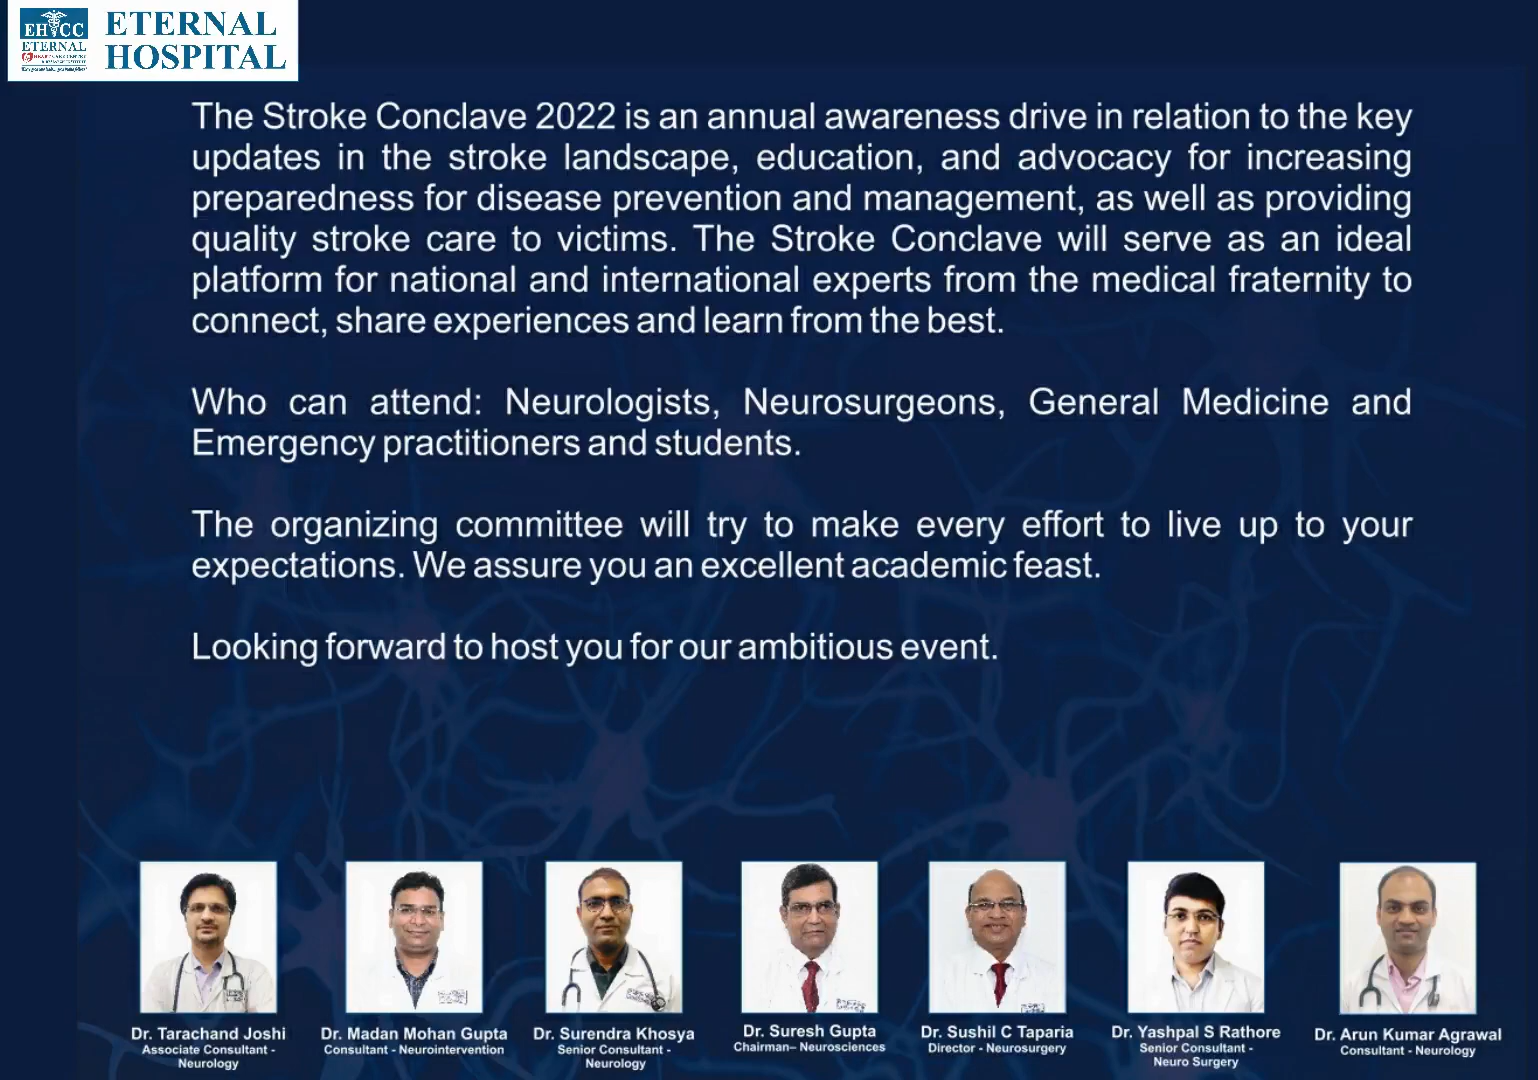 EHCC
ETERNAL
ETERNAL
HOSPITAL
The Stroke Conclave 2022 is an annual awareness drive in relation to the key
updates in the stroke landscape, education, and advocacy for increasing
preparedness for disease prevention and management, as well as providing
quality stroke care to victims. The Stroke Conclave will serve as an ideal
platform for national and international experts from the medical fraternity to
connect, share experiences and learn from the best.
Who can attend: Neurologists, Neurosurgeons, General Medicine and
Emergency practitioners and students.
The organizing committee will try to make every effort to live up to your
expectations. We assure you an excellent academic feast.
Looking forward to host you for our ambitious event.
Dr. Tarachand Joshi
Associate Consultant -
Neurology
Dr. Madan Mohan Gupta
Consultant - Neurointervention
Dr. Surendra Khosya
Senior Consultant -
Neurology
Dr. Suresh Gupta
Chairman– Neurosciences
Dr. Sushil C Taparia
Director - Neurosurgery
Dr. Yashpal S Rathore
Senior Consultant -
Neuro Surgery
Dr. Arun Kumar Agrawal
Consultant - Neurology